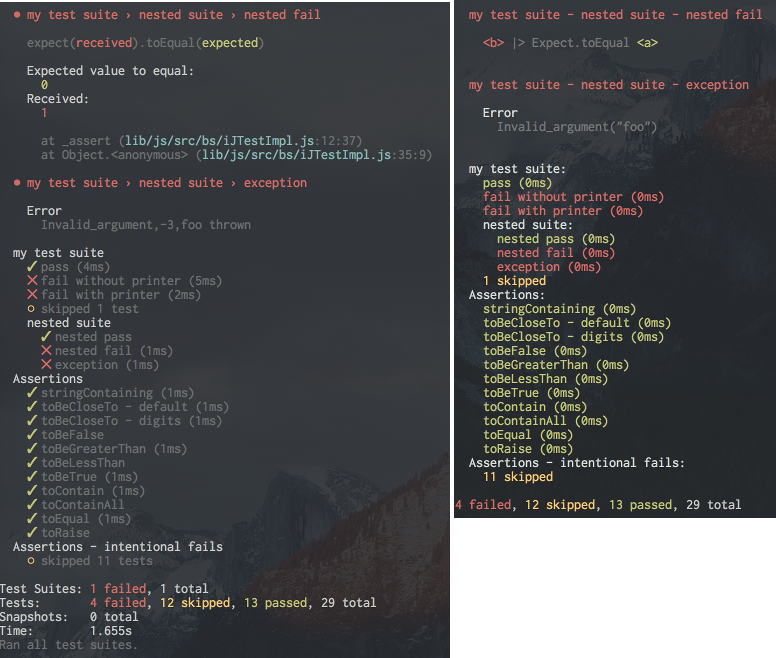 ● my test suite › nested suite › nested fail
expect(received).toEqual(expected)
Expected value to equal:
0
Received:
1
at _assert (lib/js/src/bs/iJTestImpl.js:12:37)
at Object.<anonymous> (lib/js/src/bs/iJTestImpl.js:35:9)
● my test suite › nested suite › exception
Error
Invalid_argument,-3,foo thrown
my test suite
✓ pass (4ms)
✕ fail without printer (5ms)
✕ fail with printer (2ms)
○ skipped 1 test
nested suite
✓ nested pass
✕ nested fail (1ms)
✕ exception (1ms)
Assertions
✓ stringContaining (1ms)
✓ toBeCloseTo - default (1ms)
✓ toBeCloseTo - digits (1ms)
✓ toBeFalse
✓ toBeGreaterThan (1ms)
✓ toBeLessThan
✓ toBeTrue (1ms)
✓ toContain (1ms)
✓ toContainAll
✓ toEqual (1ms)
✓ toRaise
Assertions - intentional fails
○ skipped 11 tests
Test Suites: 1 failed, 1 total
Tests: 4 failed, 12 skipped, 13 passed, 29 total
Snapshots: 0 total
Time: 1.655s
Ran all test suites.
my test suite - nested suite - nested fail
<b> |> Expect.toEqual <a>
my test suite - nested suite - exception
Error
Invalid_argument("foo")
my test suite:
pass (0ms)
fail without printer (0ms)
fail with printer (0ms)
nested suite:
nested pass (0ms)
nested fail (0ms)
exception (0ms)
1 skipped
Assertions:
stringContaining (0ms)
toBeCloseTo - default (0ms)
toBeCloseTo - digits (0ms)
toBeFalse (0ms)
toBeGreaterThan (0ms)
toBeLessThan (0ms)
toBeTrue (0ms)
toContain (0ms)
toContainAll (0ms)
toEqual (0ms)
toRaise (0ms)
Assertions - intentional fails:
11 skipped
4 failed, 12 skipped, 13 passed, 29 total